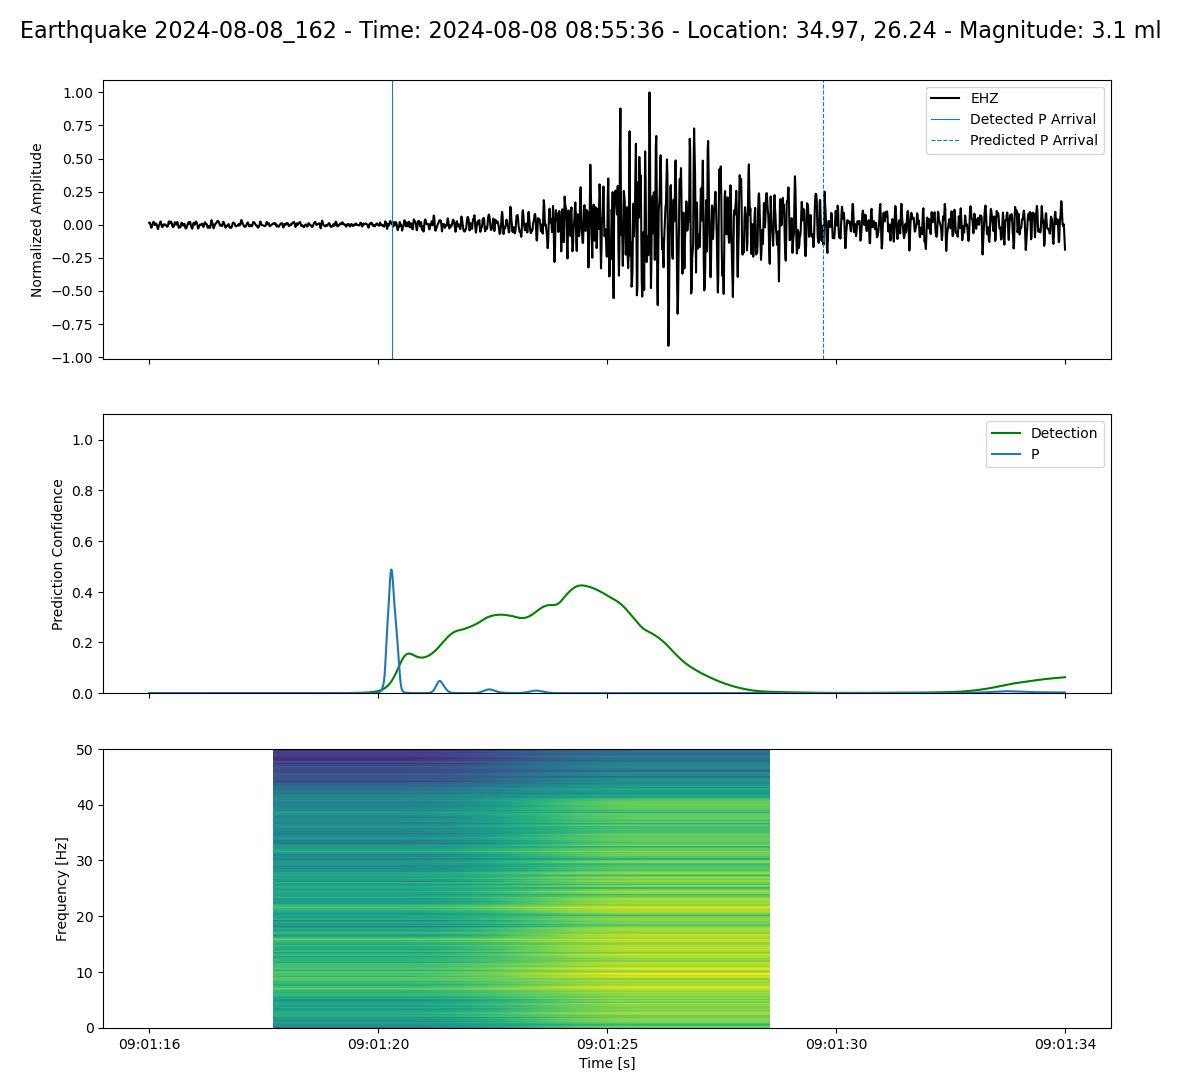 Earthquake 2024-08-08_162 - Time: 2024-08-08 08:55:36 - Location: 34.97, 26.24 - Magnitude: 3.1 ml
EHZ
Detected P Arrival
Predicted P Arrival
1.00
0.75
0.50
0.25
0.00
−0.25
−0.50
−0.75
−1.00
Normalized Amplitude
Detection
P
1.0
0.8
0.6
0.4
0.2
0.0
Prediction Confidence
50
40
30
20
10
0
Frequency [Hz]
09:01:16
09:01:20
09:01:25
09:01:30
09:01:34
Time [s]